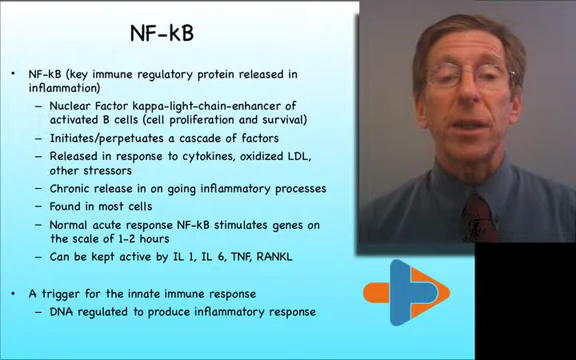 NF-kB
• NF-kB (key immune regulatory protein released in
inflammation)
– Nuclear Factor kappa-light-chain-enhancer of
activated B cells (cell proliferation and survival)
– Initiates/perpetuates a cascade of factors
– Released in response to cytokines, oxidized LDL,
other stressors
– Chronic release in on going inflammatory processes
– Found in most cells
– Normal acute response NF-kB stimulates genes on
the scale of 1-2 hours
– Can be kept active by IL 1, IL 6, TNF, RANKL
• A trigger for the innate immune response
– DNA regulated to produce inflammatory response